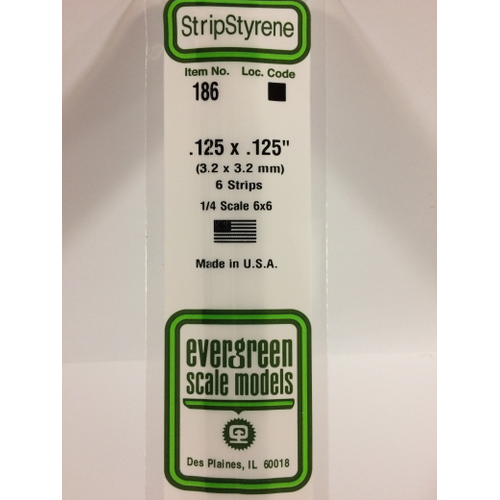 StripStyrene
Item No. Loc. Code
186
.125 x .125"
(3.2 x 3.2 mm)
6 Strips
1/4 Scale 6x6
Made in U.S.A.
evergreen
scale models
Des Plaines, IL 60018